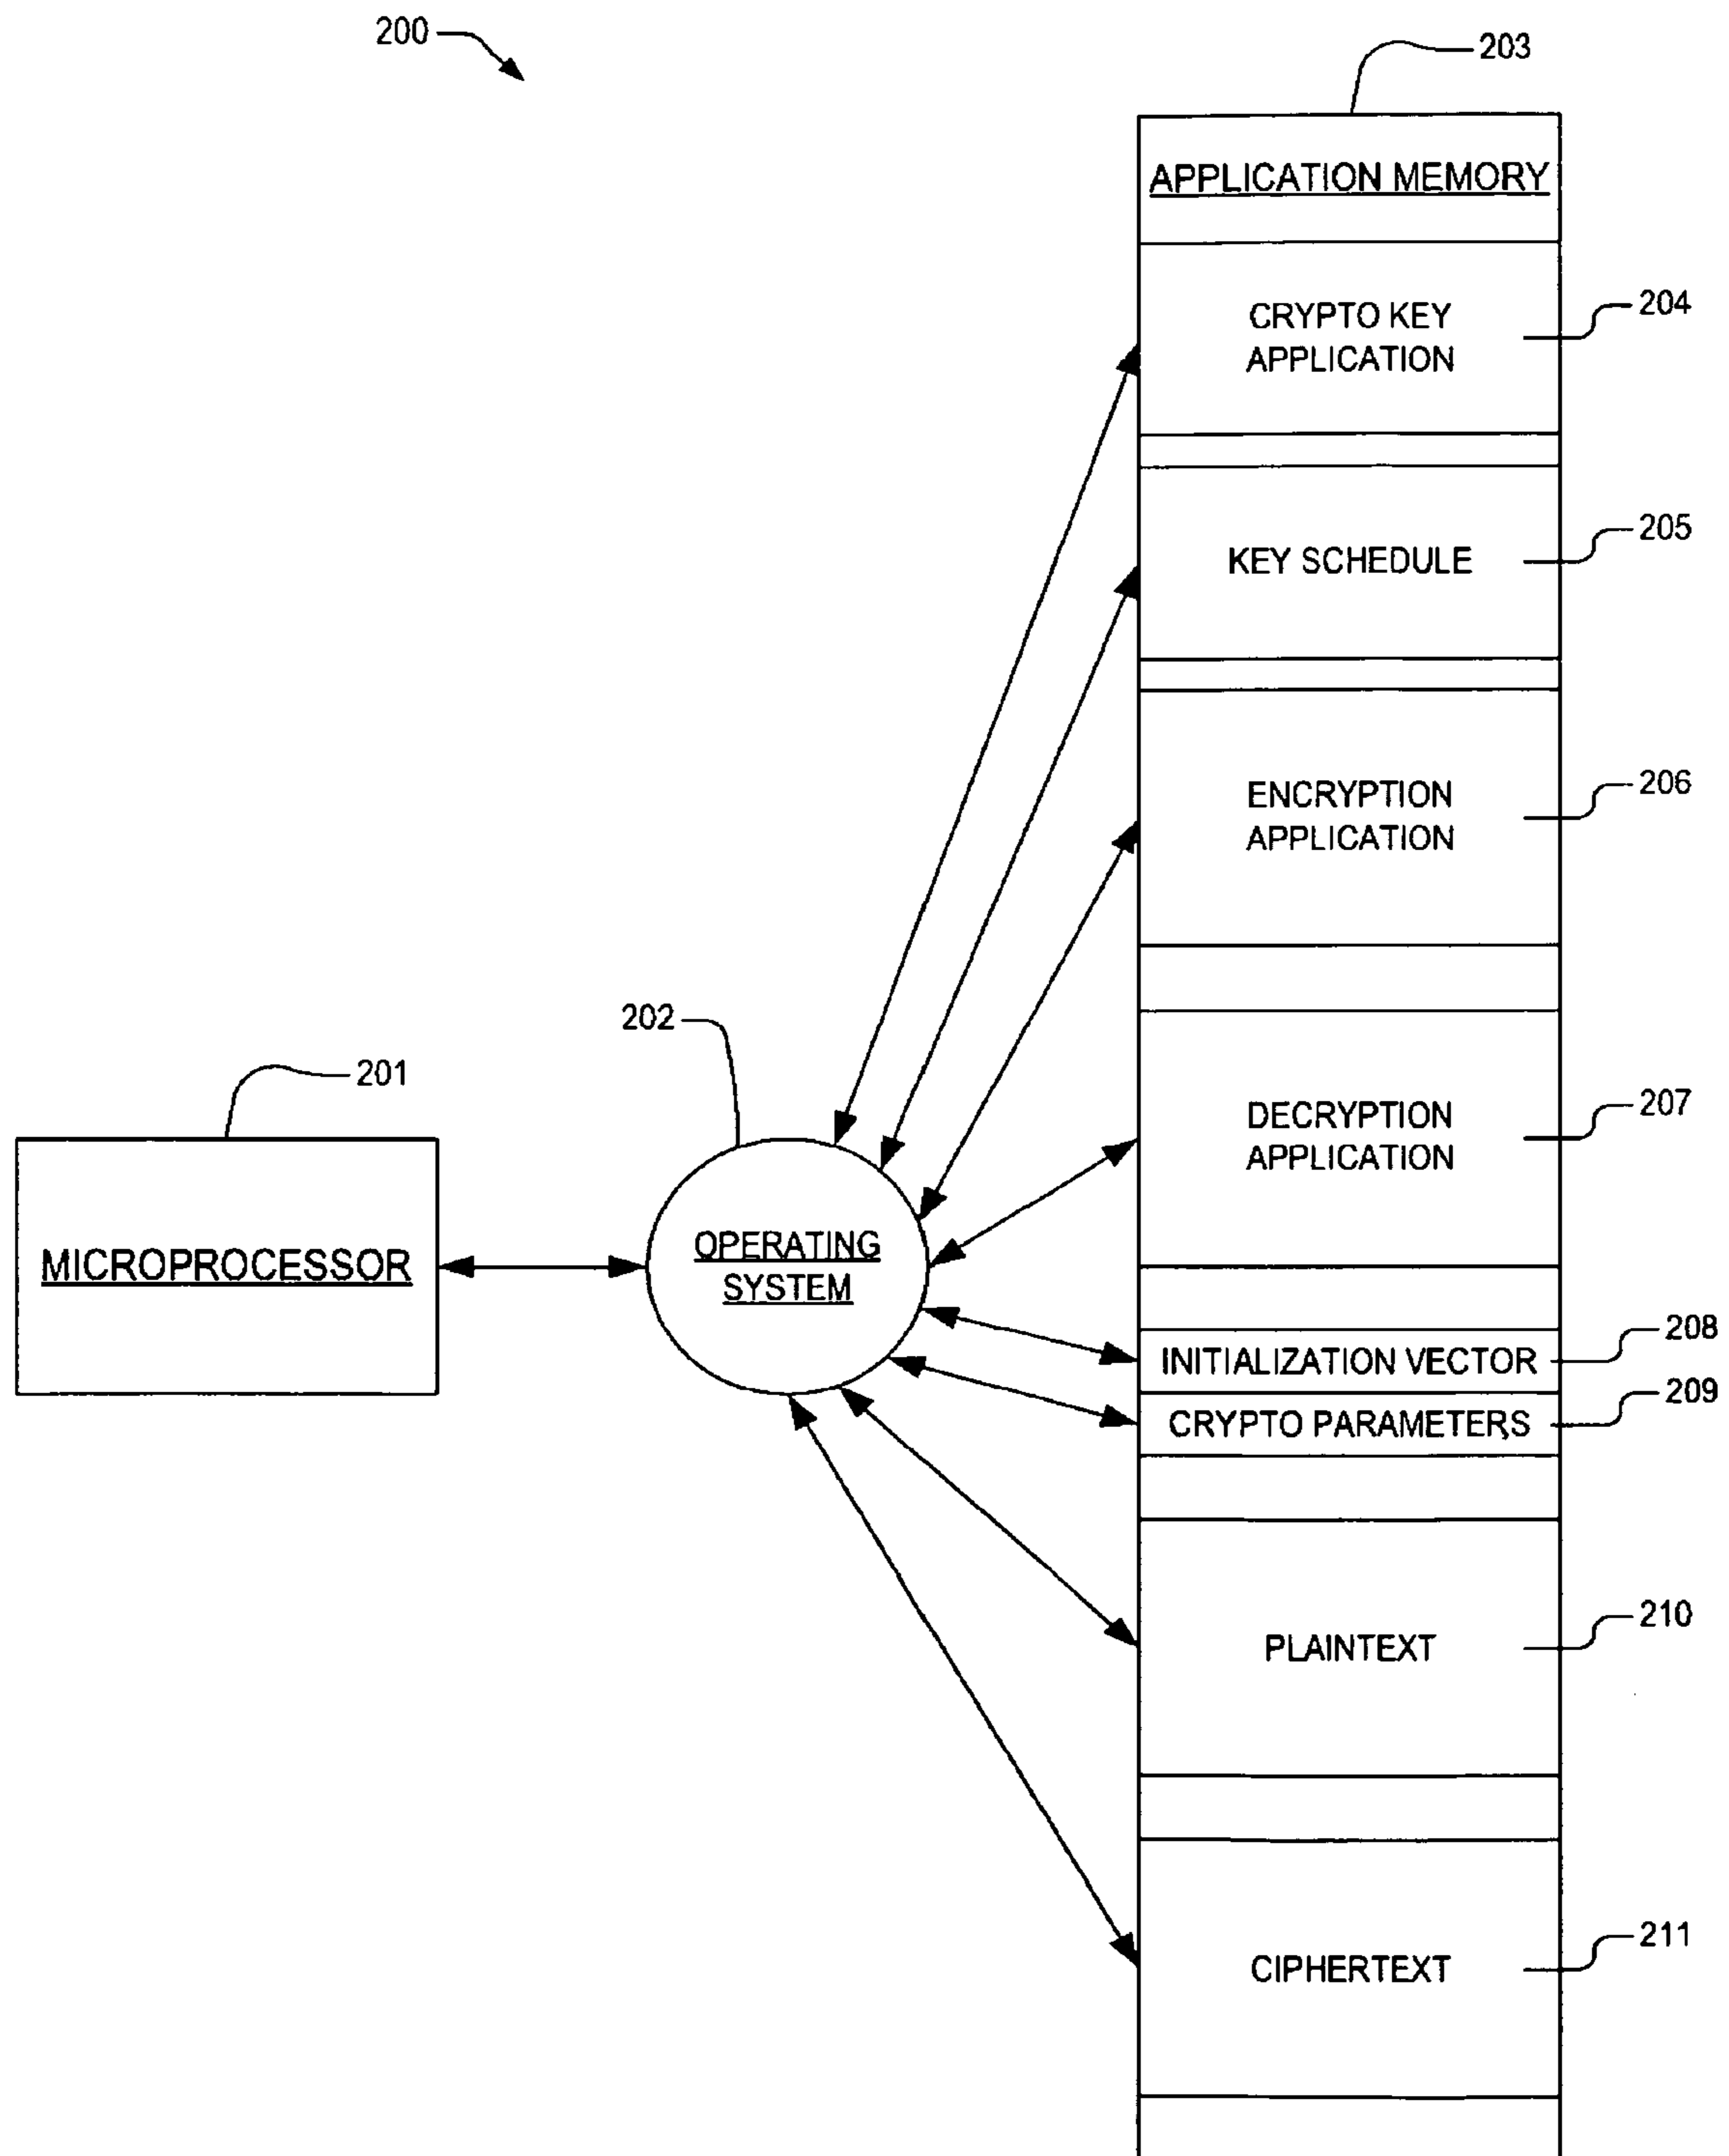 200
203
APPLICATION MEMORY
CRYPTO KEY
APPLICATION
204
KEY SCHEDULE
205
ENCRYPTION
APPLICATION
206
202
201
DECRYPTION
APPLICATION
207
MICROPROCESSOR
OPERATING
SYSTEM
INITIALIZATION VECTOR
208
CRYPTO PARAMETERS
209
PLAINTEXT
210
CIPHERTEXT
211